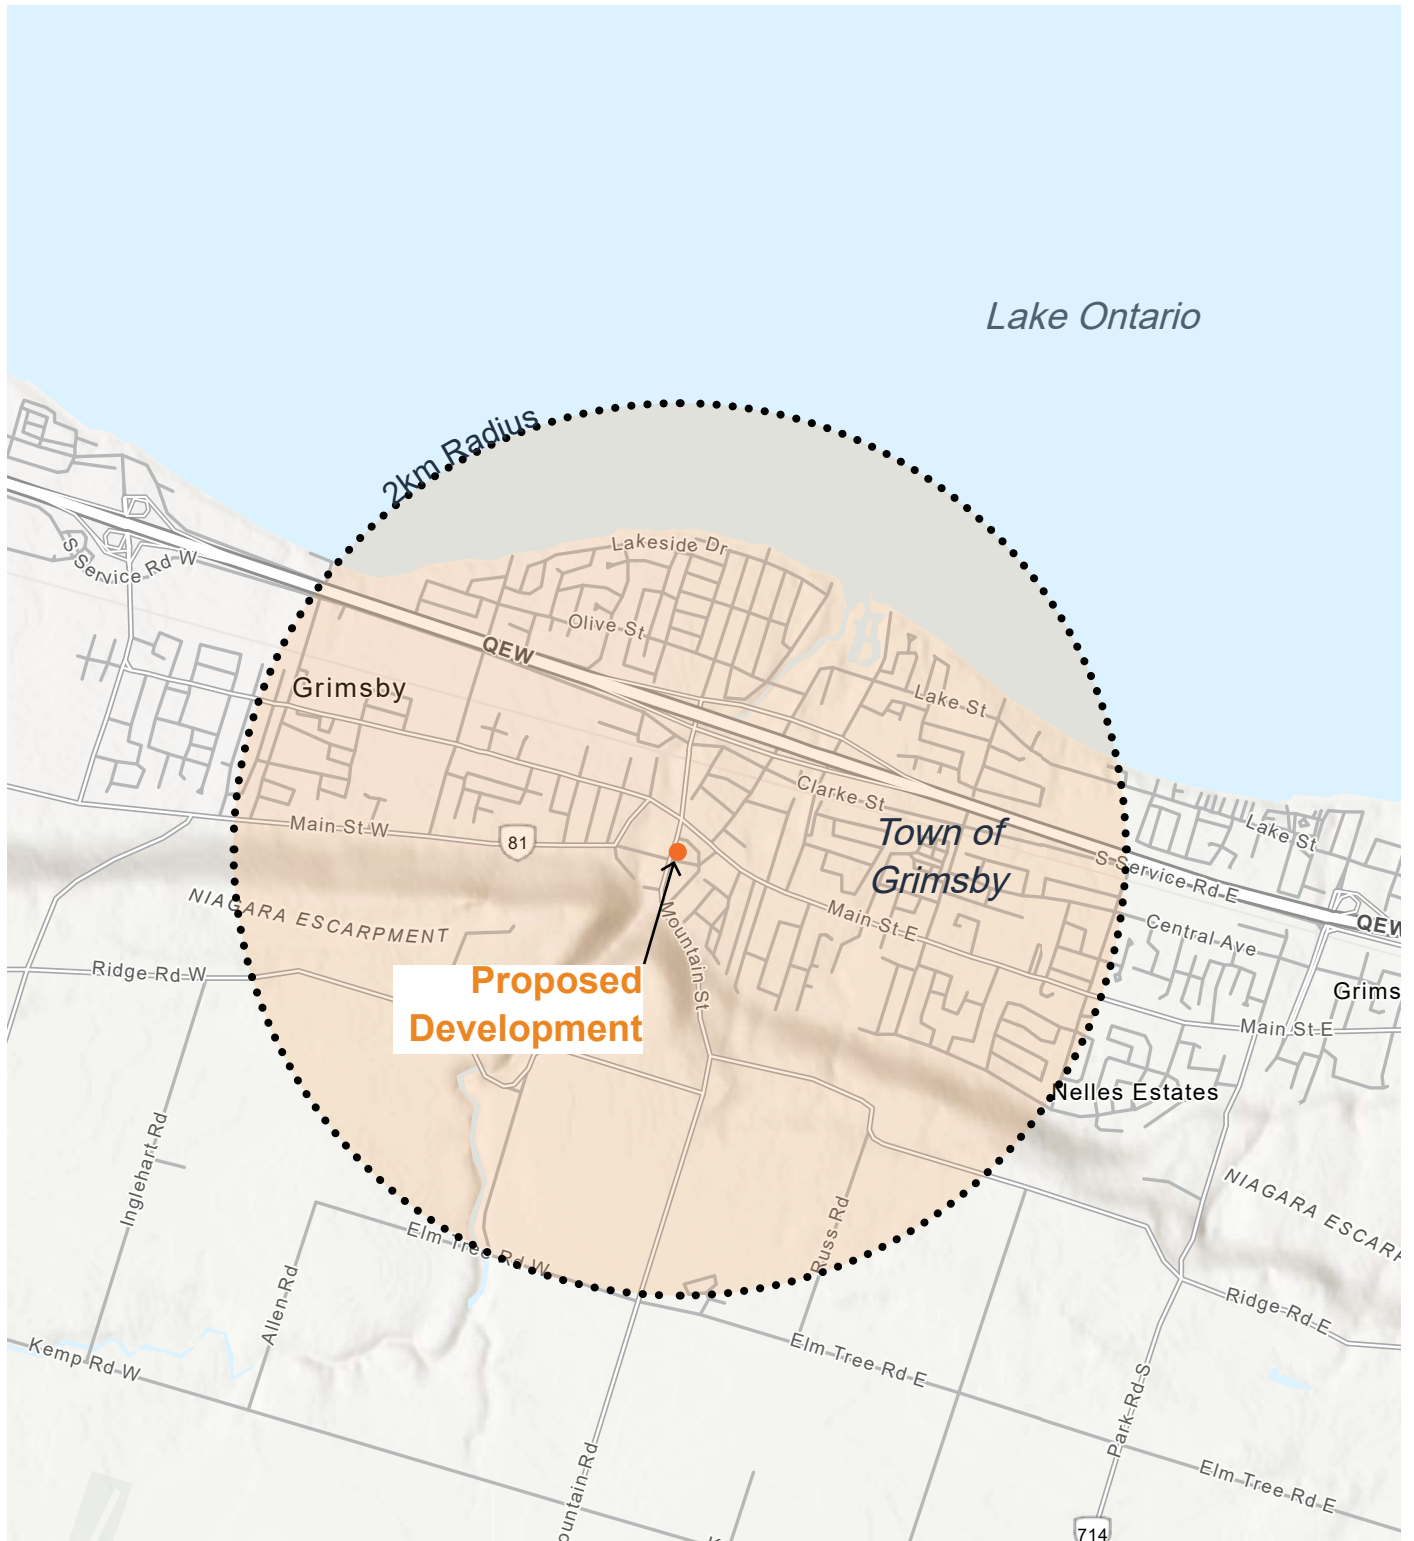 Lake Ontario
2km Radius
Lakeside Dr
S Service Rd W
Olive St
QEW
Grimsby
Lake St
Clarke St
Main St W
81
Town of
Grimsby
Lake St
S Service Rd E
NIAGARA ESCARPMENT
Mountain St
Main St E
QEW
Central Ave
Ridge Rd W
Proposed
Development
Grims
Main St E
Nelles Estates
Inglehart Rd
NIAGARA ESCARP
Russ Rd
Elm Tree Rd W
Allen Rd
Ridge Rd E
Kemp Rd W
Elm Tree Rd E
Park Rd S
ountain Rd
Elm Tree Rd E
714